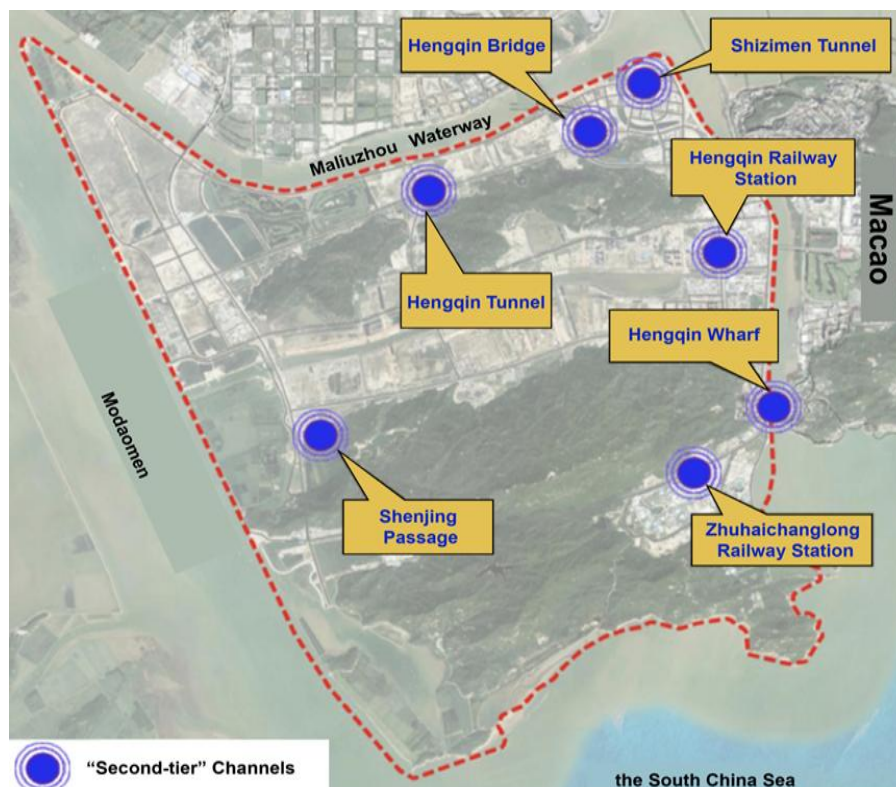 Hengqin Bridge
Shizimen Tunnel
Maliuzhou Waterway
Hengqin Railway
Station
Macao
Hengqin Tunnel
Hengqin Wharf
Modaomen
Shenjing
Passage
Zhuhaichanglong
Railway Station
“Second-tier” Channels
the South China Sea